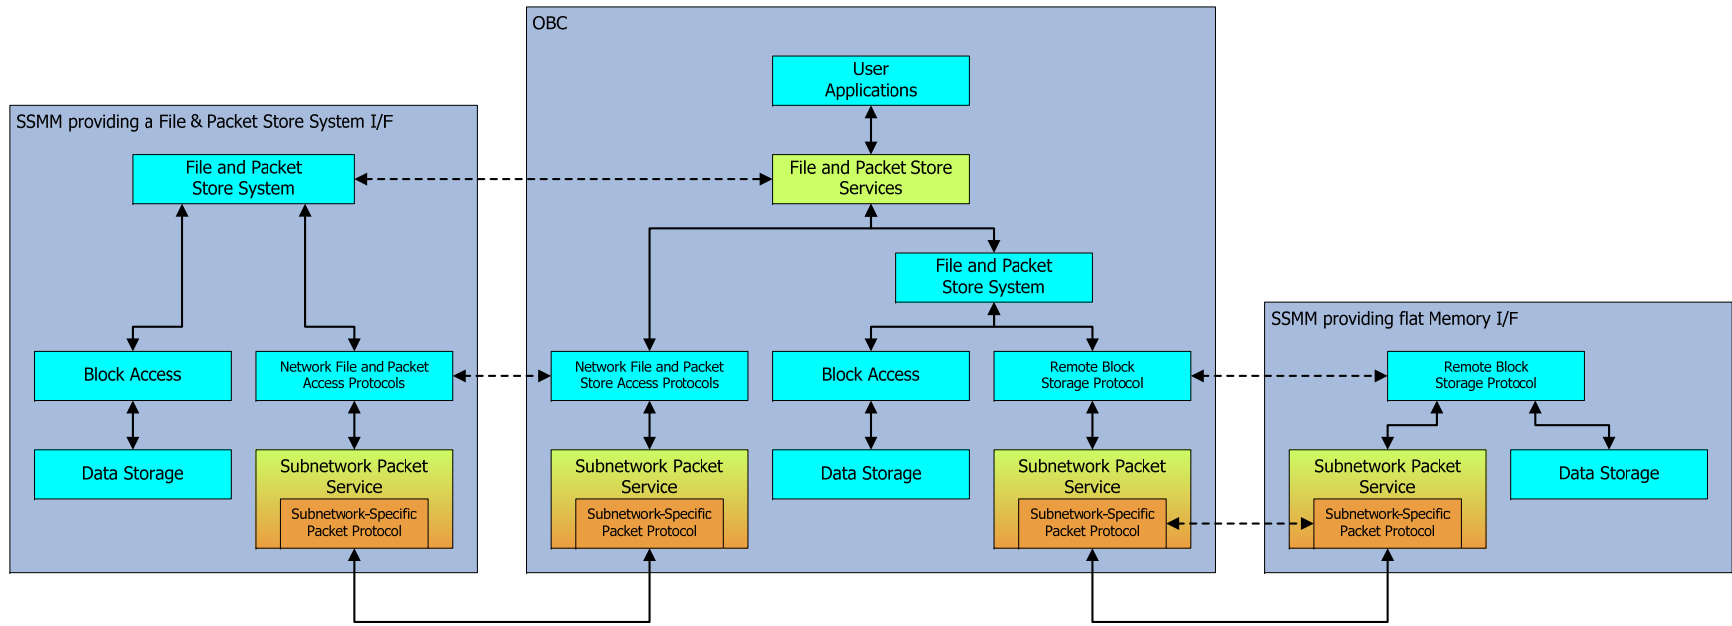 OBC
User
Applications
SSMM providing a File & Packet Store System I/F
File and Packet
Store System
File and Packet Store
Services
File and Packet
Store System
SSMM providing flat Memory I/F
Block Access
Network File and Packet
Access Protocols
Network File and Packet
Store Access Protocols
Block Access
Remote Block
Storage Protocol
Remote Block
Storage Protocol
Data Storage
Subnetwork Packet
Service
Subnetwork-Specific
Packet Protocol
Subnetwork Packet
Service
Subnetwork-Specific
Packet Protocol
Data Storage
Subnetwork Packet
Service
Subnetwork-Specific
Packet Protocol
Subnetwork Packet
Service
Subnetwork-Specific
Packet Protocol
Data Storage